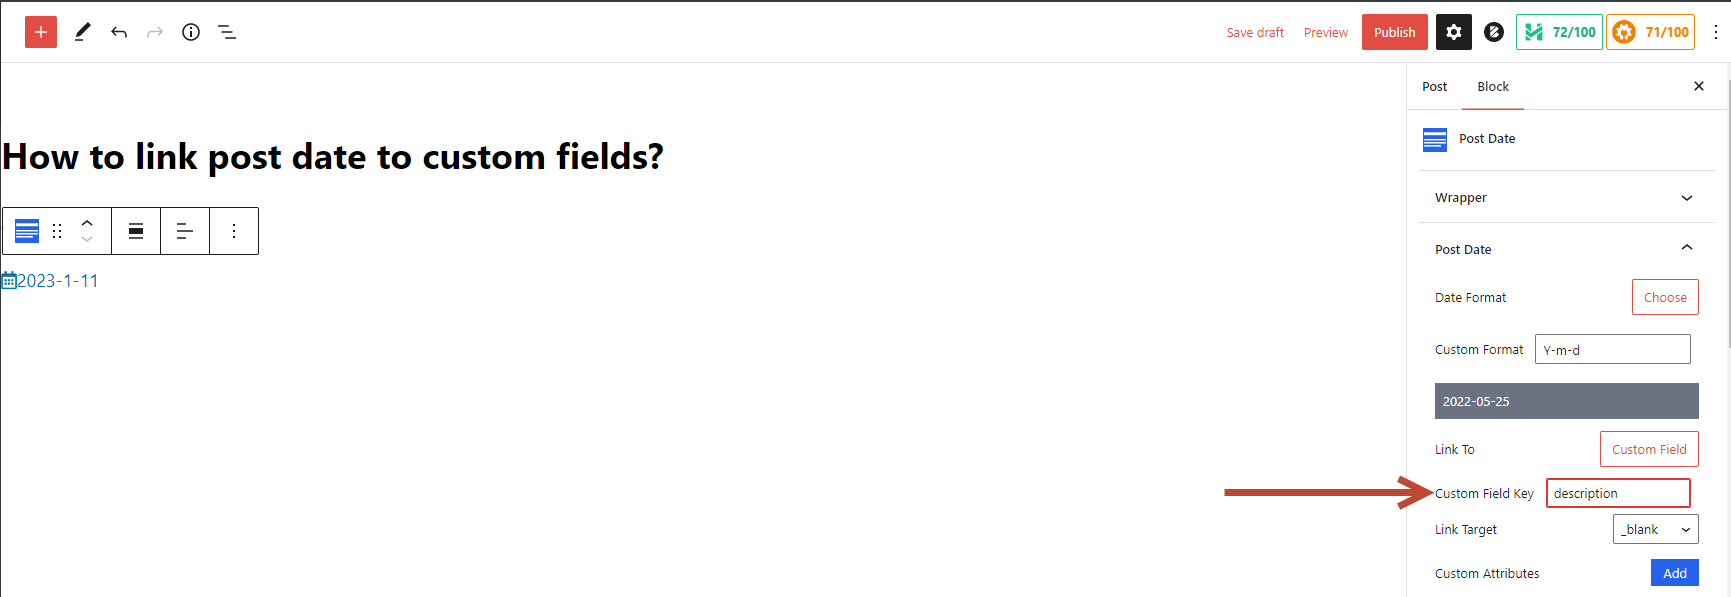 Save draft Preview Publish 72/100 71/100
Post Block
Post Date
How to link post date to custom fields?
Wrapper
Post Date
2023-1-11
Date Format Choose
Custom Format Y-m-d
2022-05-25
Link To Custom Field
Custom Field Key description
Link Target _blank
Custom Attributes Add